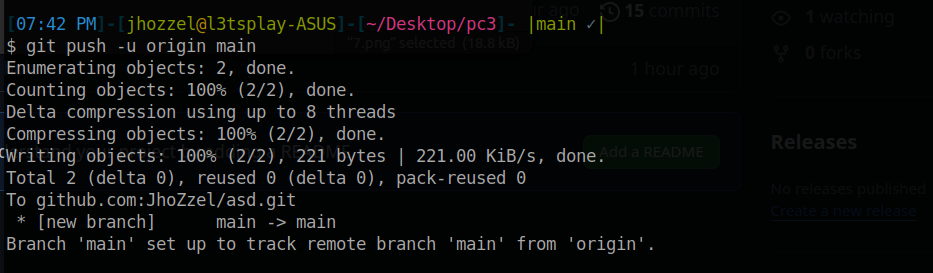 [07:42 PM]-[jhozzel@l3tsplay-ASUS]-[~/Desktop/pc3]- |main ✓|
$ git push -u origin main
Enumerating objects: 2, done.
Counting objects: 100% (2/2), done.
Delta compression using up to 8 threads
Compressing objects: 100% (2/2), done.
Writing objects: 100% (2/2), 221 bytes | 221.00 KiB/s, done.
Total 2 (delta 0), reused 0 (delta 0), pack-reused 0
To github.com:JhoZzel/asd.git
* [new branch]      main -> main
Branch 'main' set up to track remote branch 'main' from 'origin'.
"7.png" selected (18.8 kB)
15 commits
1 hour ago
Add a README
1 watching
0 forks
Releases
No releases published
Create a new release